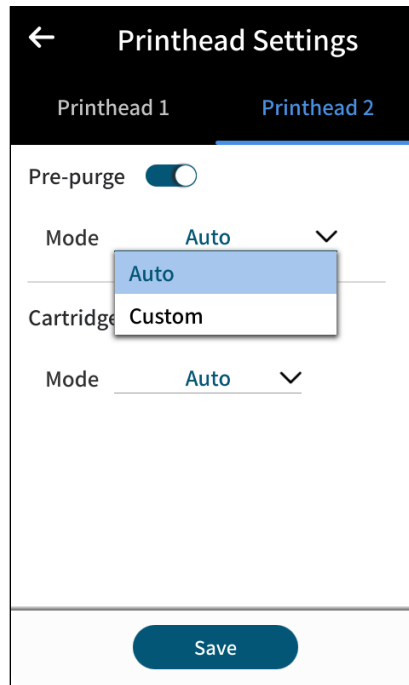 Printhead Settings
Printhead 1 Printhead 2
Pre-purge
Mode Auto
Auto
Cartridge
Custom
Mode Auto
Save